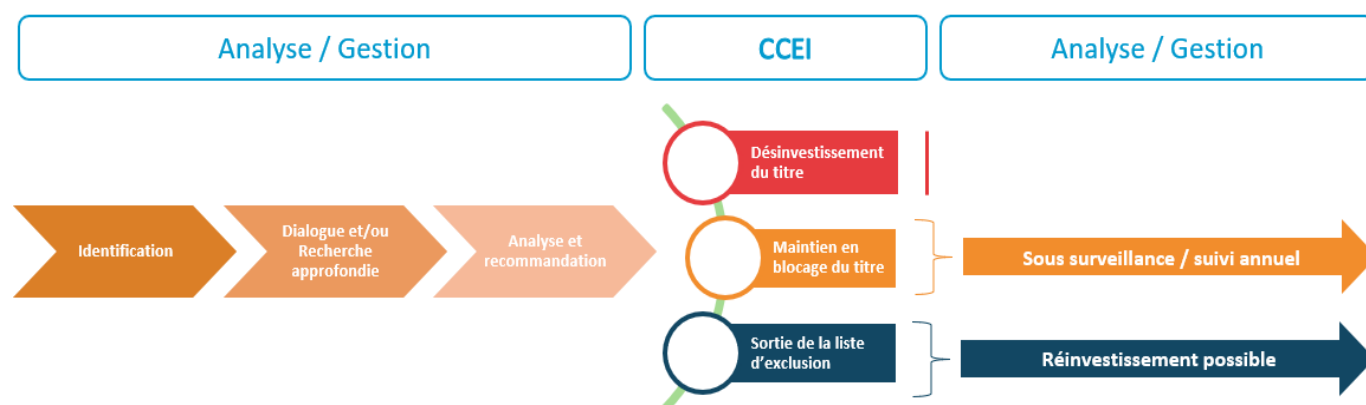 Analyse / Gestion
CCEI
Analyse / Gestion
Identification
Dialogue et/ou
Recherche
approfondie
Analyse et
recommandation
Désinvestissement
du titre
Maintien en
blocage du titre
Sous surveillance / suivi annuel
Sortie de la liste
d'exclusion
Réinvestissement possible